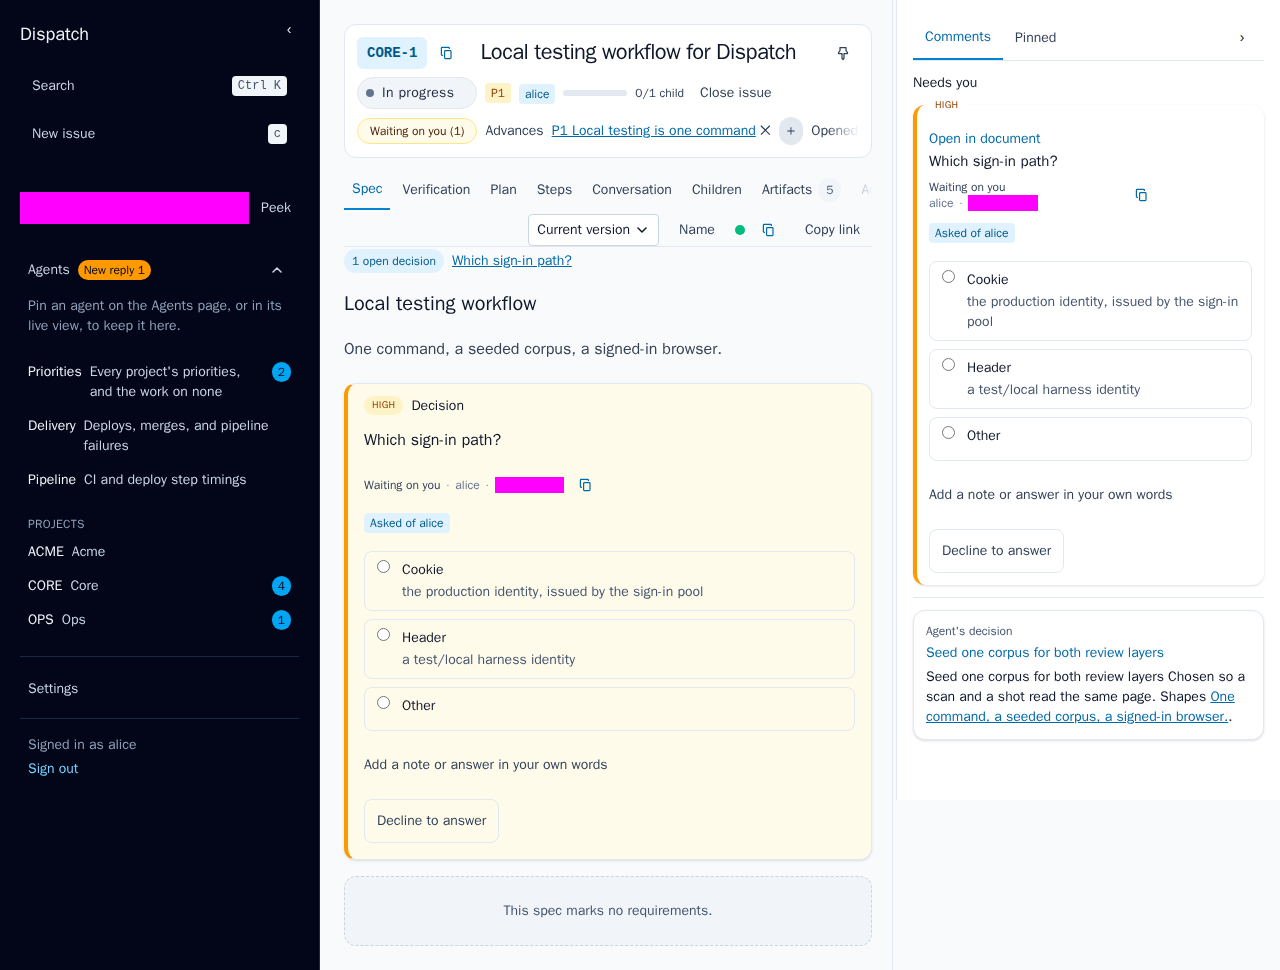 Dispatch
Search
Ctrl K
New issue
C
Peek
Agents
New reply 1
Pin an agent on the Agents page, or in its
live view, to keep it here.
Priorities
Every project's priorities,
and the work on none
2
Delivery
Deploys, merges, and pipeline
failures
Pipeline
CI and deploy step timings
PROJECTS
ACME Acme
CORE Core
4
OPS Ops
1
Settings
Signed in as alice
Sign out
CORE-1
Local testing workflow for Dispatch
In progress
P1
alice
0/1 child
Close issue
Waiting on you (1)
Advances
P1 Local testing is one command
+
Opened
Spec
Verification
Plan
Steps
Conversation
Children
Artifacts
5
Current version
Name
Copy link
1 open decision
Which sign-in path?
Local testing workflow
One command, a seeded corpus, a signed-in browser.
HIGH
Decision
Which sign-in path?
Waiting on you · alice ·
Asked of alice
Cookie
the production identity, issued by the sign-in pool
Header
a test/local harness identity
Other
Add a note or answer in your own words
Decline to answer
This spec marks no requirements.
Comments
Pinned
Needs you
HIGH
Open in document
Which sign-in path?
Waiting on you
alice ·
Asked of alice
Cookie
the production identity, issued by the sign-in
pool
Header
a test/local harness identity
Other
Add a note or answer in your own words
Decline to answer
Agent's decision
Seed one corpus for both review layers
Seed one corpus for both review layers Chosen so a
scan and a shot read the same page. Shapes One
command, a seeded corpus, a signed-in browser..